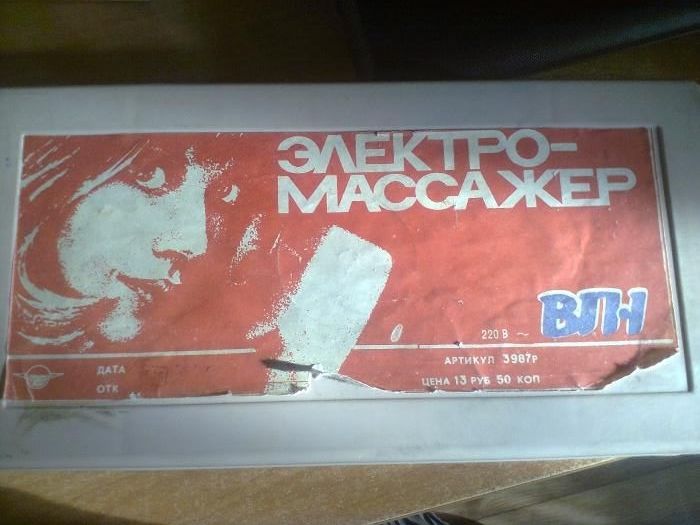 ЭЛЕКТРО-
МАССАЖЕР
220 В ~ ВЛН
ДАТА
АРТИКУЛ 3987р
ОТК
ЦЕНА 13 РУБ 50 КОП